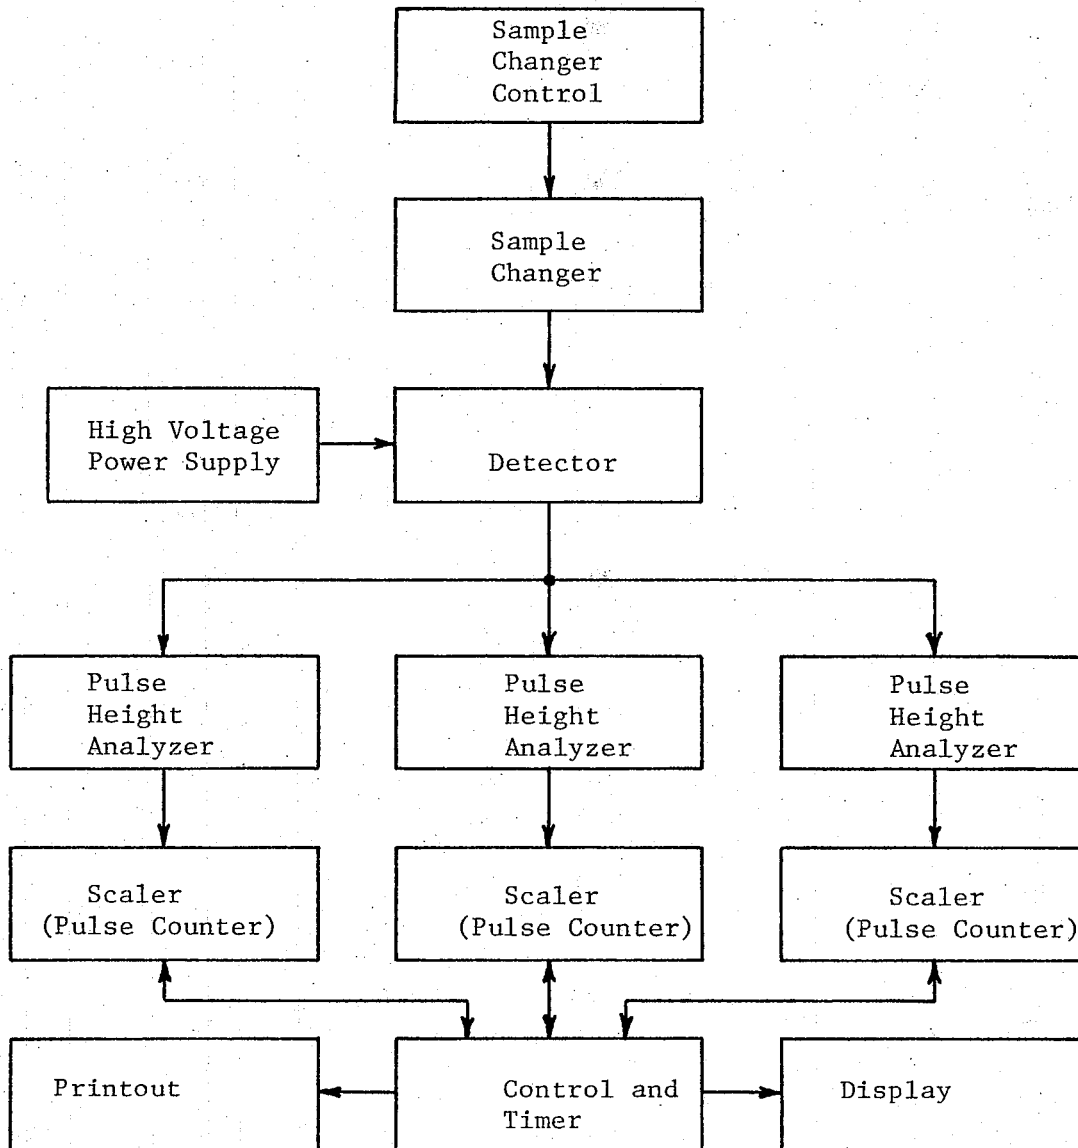 Sample
Changer
Control
Sample
Changer
High Voltage
Power Supply
Detector
Pulse
Height
Analyzer
Pulse
Height
Analyzer
Pulse
Height
Analyzer
Scaler
(Pulse Counter)
Scaler
(Pulse Counter)
Scaler
(Pulse Counter)
Printout
Control and
Timer
Display